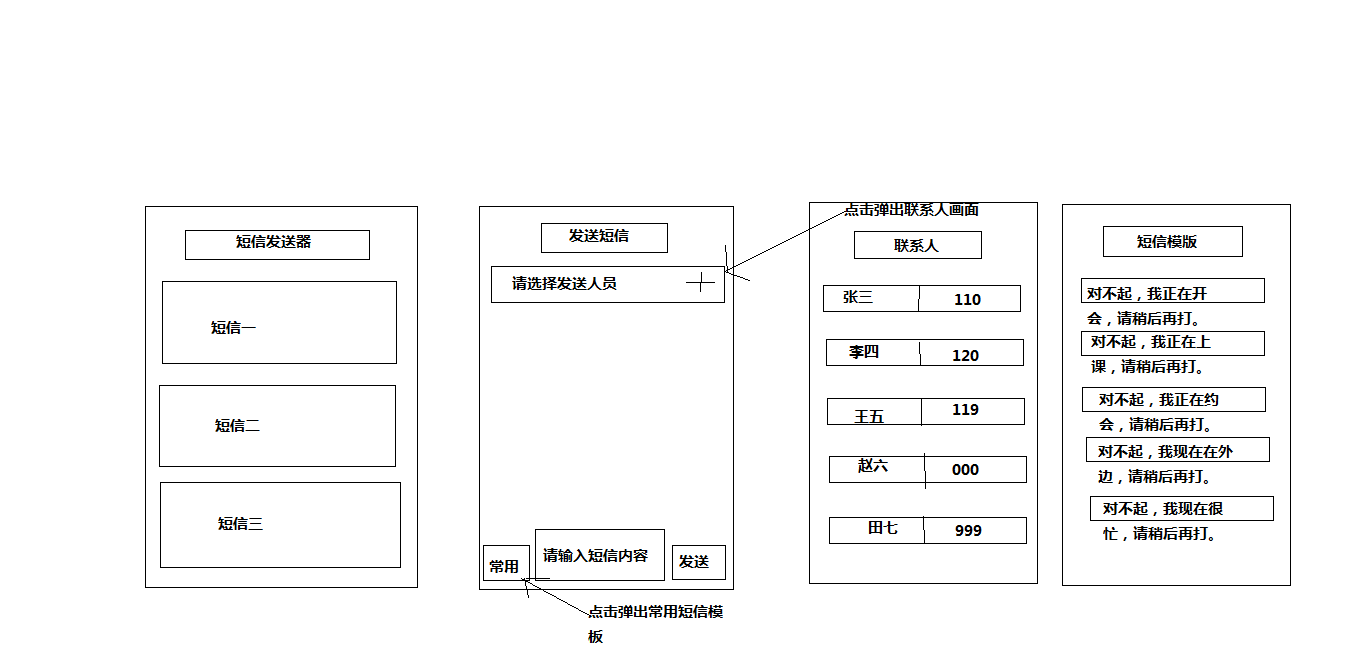 短信发送器
短信一
短信二
短信三
发送短信
请选择发送人员
常用
请输入短信内容
发送
点击弹出常用短信模
板
点击弹出联系人画面
联系人
张三 110
李四 120
王五 119
赵六 000
田七 999
短信模版
对不起，我正在开
会，请稍后再打。
对不起，我正在上
课，请稍后再打。
对不起，我正在约
会，请稍后再打。
对不起，我现在在外
边，请稍后再打。
对不起，我现在很
忙，请稍后再打。